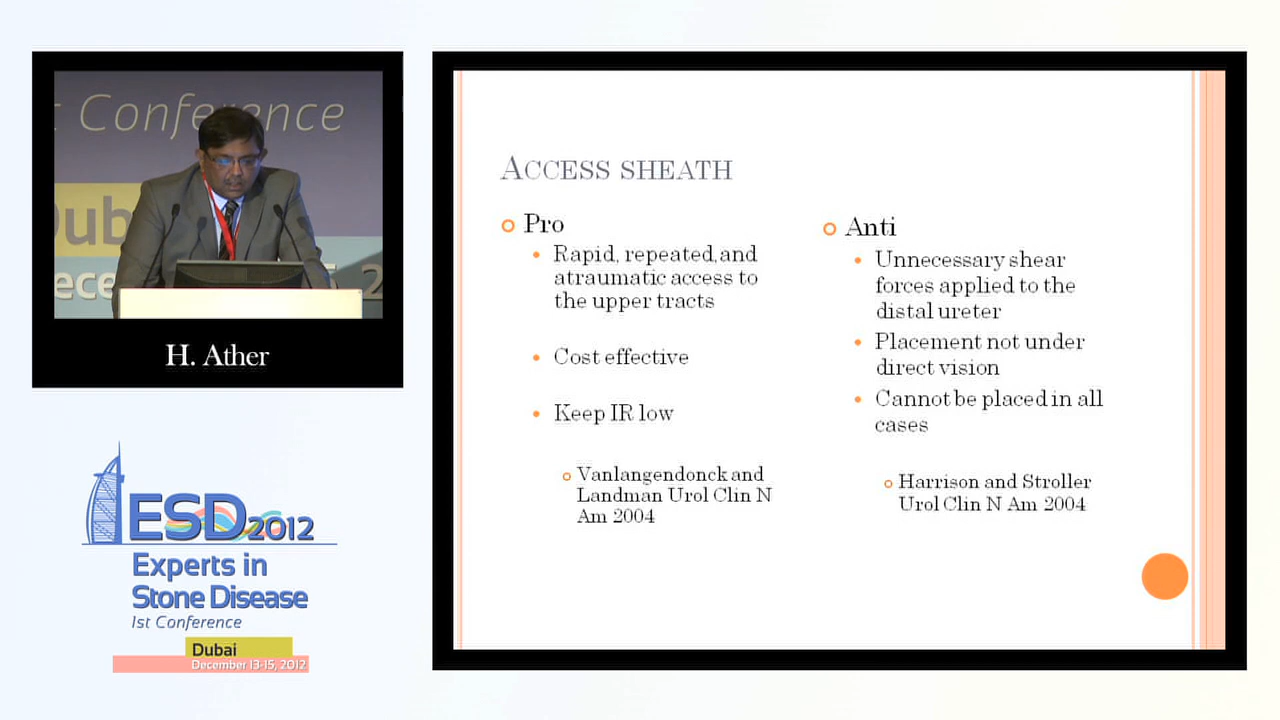 t Conference
Dub
ece
2
H. Ather
ESD 2012
Experts in
Stone Disease
1st Conference
Dubai
December 13-15, 2012
ACCESS SHEATH
Pro
Rapid, repeated,and
atraumatic access to
the upper tracts
Cost effective
Keep IR low
Vanlangendonck and
Landman Urol Clin N
Am 2004
Anti
Unnecessary shear
forces applied to the
distal ureter
Placement not under
direct vision
Cannot be placed in all
cases
Harrison and Stroller
Urol Clin N Am 2004